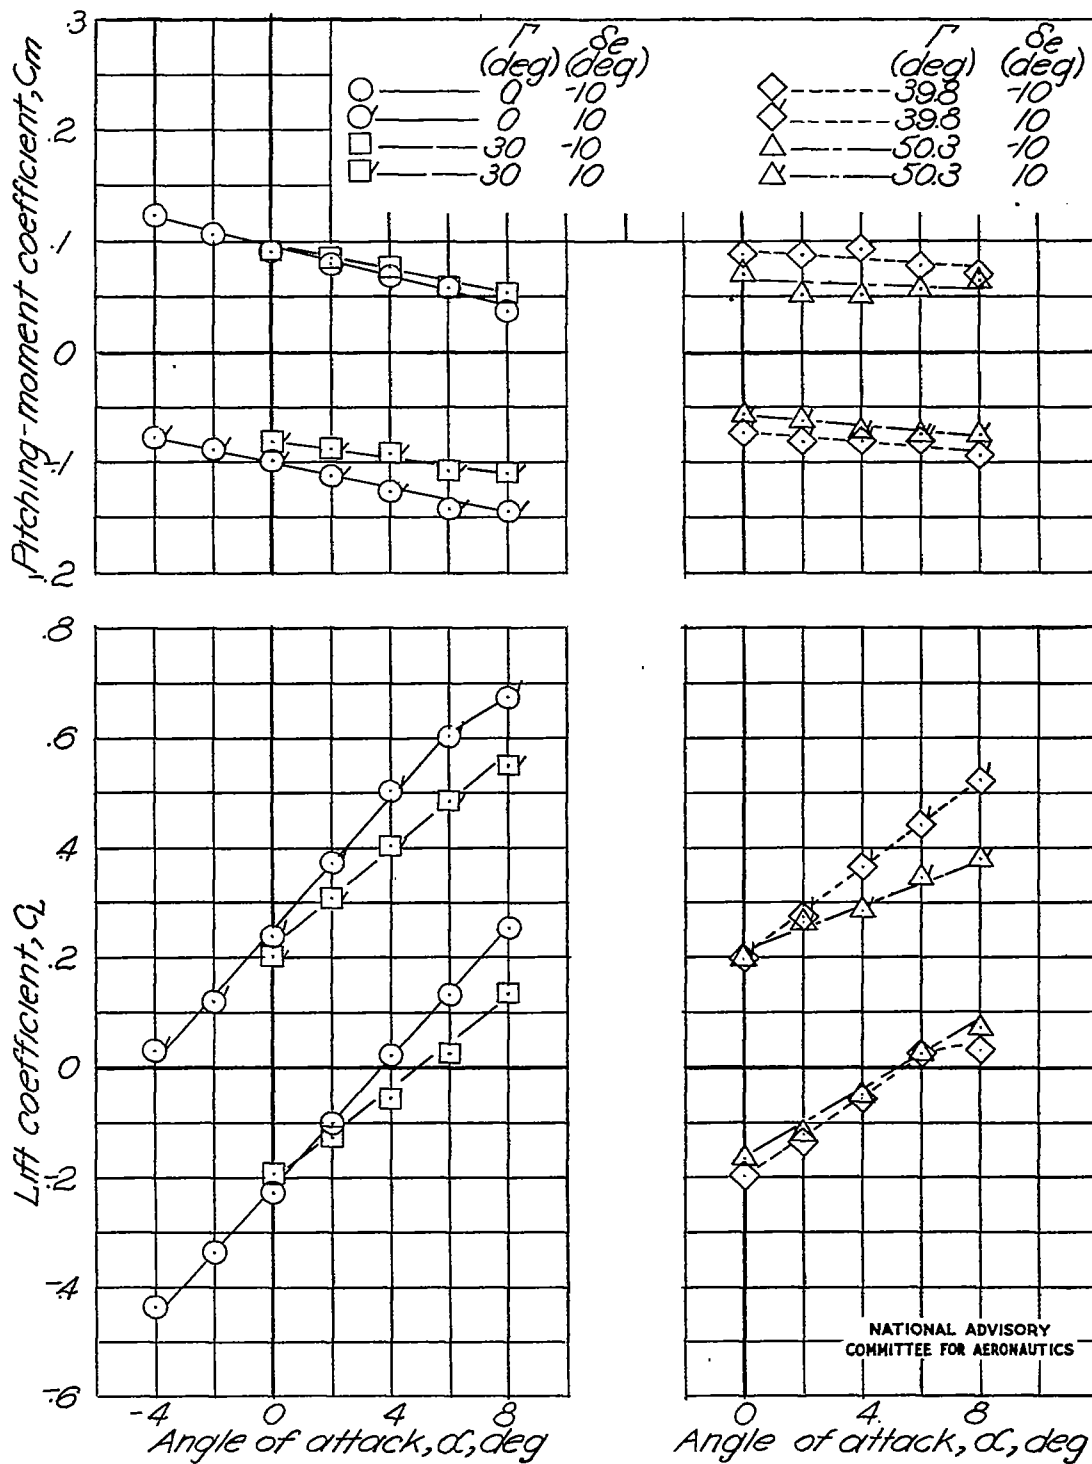 Γ δe Γ δe
(deg) (deg) (deg) (deg)
0 -10 39.8 -10
0 10 39.8 10
30 -10 50.3 -10
30 10 50.3 10
Pitching-moment coefficient, Cm
.3
.2
.1
0
-.1
.2
Lift coefficient, CL
.8
.6
.4
.2
0
-.2
-.4
-.6
-4 0 4 8
Angle of attack, α, deg
0 4 8
Angle of attack, α, deg
NATIONAL ADVISORY
COMMITTEE FOR AERONAUTICS